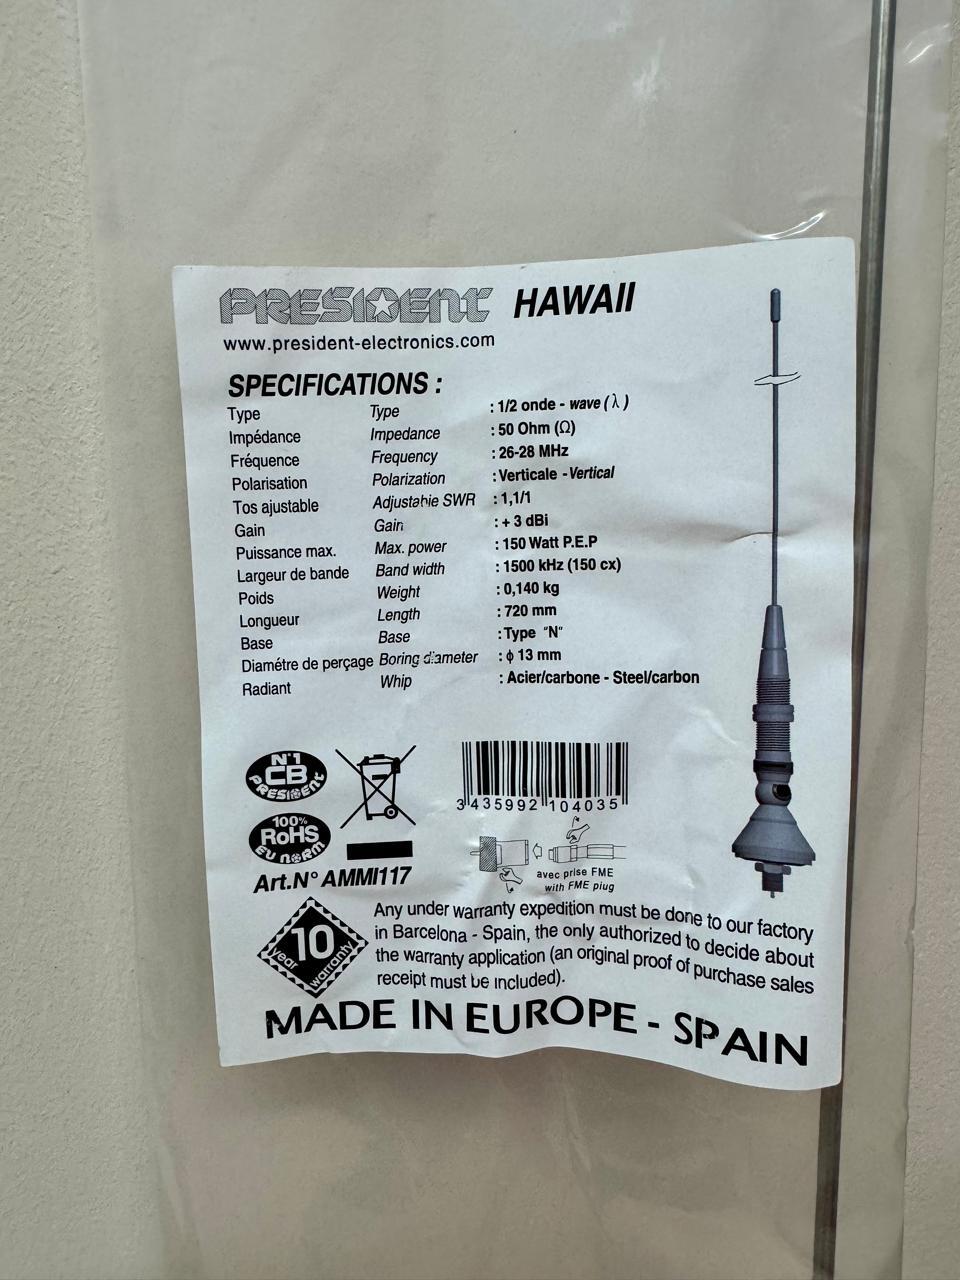 PRESIDENT HAWAII
www.president-electronics.com
SPECIFICATIONS :
Type Type : 1/2 onde - wave ( λ )
Impédance Impedance : 50 Ohm (Ω)
Fréquence Frequency : 26-28 MHz
Polarisation Polarization : Verticale - Vertical
Tos ajustable Adjustable SWR : 1,1/1
Gain Gain : + 3 dBi
Puissance max. Max. power : 150 Watt P.E.P
Largeur de bande Band width : 1500 kHz (150 cx)
Poids Weight : 0,140 kg
Longueur Length : 720 mm
Base Base : Type "N"
Diamétre de perçage Boring diameter : ϕ 13 mm
Radiant Whip : Acier/carbone - Steel/carbon
N°1
CB
PRESIDENT
3 435992 104035
100%
RoHS
EU NORM
avec prise FME
with FME plug
Art.N° AMMI117
10
year warranty
Any under warranty expedition must be done to our factory
in Barcelona - Spain, the only authorized to decide about
the warranty application (an original proof of purchase sales
receipt must be included).
MADE IN EUROPE - SPAIN